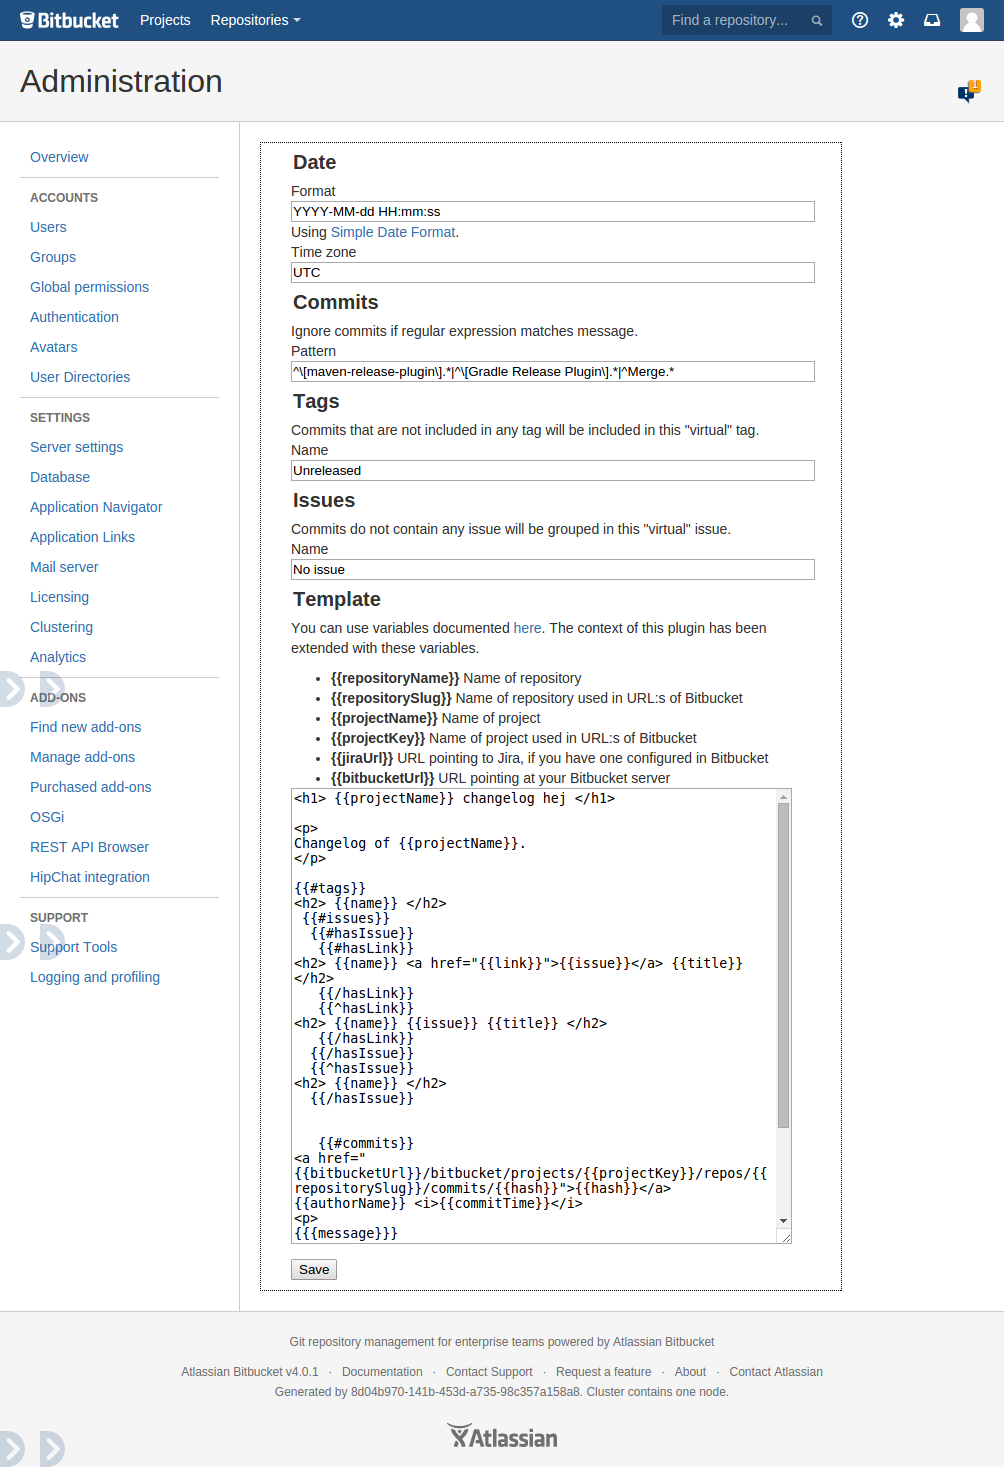 Bitbucket Projects Repositories Find a repository...
Administration
1
Overview
ACCOUNTS
Users
Groups
Global permissions
Authentication
Avatars
User Directories
SETTINGS
Server settings
Database
Application Navigator
Application Links
Mail server
Licensing
Clustering
Analytics
ADD-ONS
Find new add-ons
Manage add-ons
Purchased add-ons
OSGi
REST API Browser
HipChat integration
SUPPORT
Support Tools
Logging and profiling
Date
Format
YYYY-MM-dd HH:mm:ss
Using Simple Date Format.
Time zone
UTC
Commits
Ignore commits if regular expression matches message.
Pattern
^\[maven-release-plugin\].*|^\[Gradle Release Plugin\].*|^Merge.*
Tags
Commits that are not included in any tag will be included in this "virtual" tag.
Name
Unreleased
Issues
Commits do not contain any issue will be grouped in this "virtual" issue.
Name
No issue
Template
You can use variables documented here. The context of this plugin has been
extended with these variables.
• {{repositoryName}} Name of repository
• {{repositorySlug}} Name of repository used in URL:s of Bitbucket
• {{projectName}} Name of project
• {{projectKey}} Name of project used in URL:s of Bitbucket
• {{jiraUrl}} URL pointing to Jira, if you have one configured in Bitbucket
• {{bitbucketUrl}} URL pointing at your Bitbucket server
<h1> {{projectName}} changelog hej </h1>
<p>
Changelog of {{projectName}}.
</p>
{{#tags}}
<h2> {{name}} </h2>
{{#issues}}
{{#hasIssue}}
{{#hasLink}}
<h2> {{name}} <a href="{{link}}">{{issue}}</a> {{title}}
</h2>
{{/hasLink}}
{{^hasLink}}
<h2> {{name}} {{issue}} {{title}} </h2>
{{/hasLink}}
{{/hasIssue}}
{{^hasIssue}}
<h2> {{name}} </h2>
{{/hasIssue}}
{{#commits}}
<a href="
{{bitbucketUrl}}/bitbucket/projects/{{projectKey}}/repos/{{
repositorySlug}}/commits/{{hash}}">{{hash}}</a>
{{authorName}} <i>{{commitTime}}</i>
<p>
{{{message}}}
Save
Git repository management for enterprise teams powered by Atlassian Bitbucket
Atlassian Bitbucket v4.0.1 · Documentation · Contact Support · Request a feature · About · Contact Atlassian
Generated by 8d04b970-141b-453d-a735-98c357a158a8. Cluster contains one node.
Atlassian